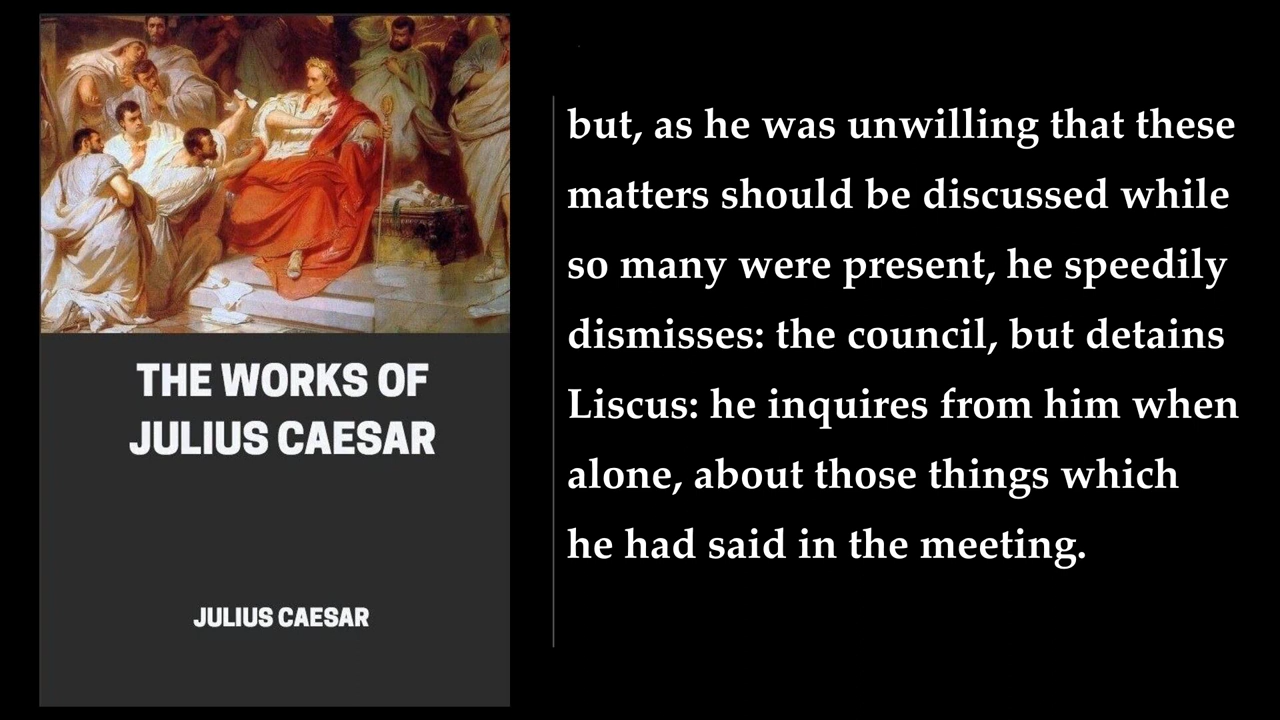 THE WORKS OF
JULIUS CAESAR
JULIUS CAESAR
but, as he was unwilling that these
matters should be discussed while
so many were present, he speedily
dismisses: the council, but detains
Liscus: he inquires from him when
alone, about those things which
he had said in the meeting.